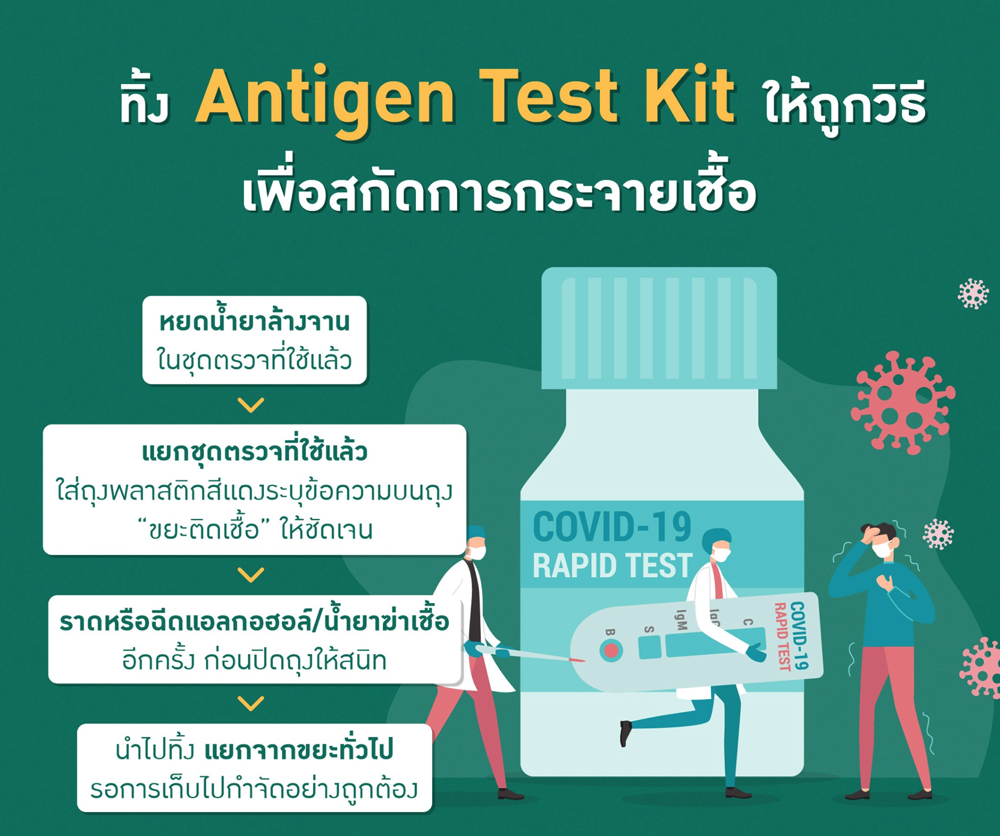 ทิ้ง Antigen Test Kit ให้ถูกวิธี
เพื่อสกัดการกระจายเชื้อ
หยดน้ำยาล้างจาน
ในชุดตรวจที่ใช้แล้ว
แยกชุดตรวจที่ใช้แล้ว
ใส่ถุงพลาสติกสีแดงระบุข้อความบนถุง
“ขยะติดเชื้อ” ให้ชัดเจน
ราดหรือฉีดแอลกอฮอล์/น้ำยาฆ่าเชื้อ
อีกครั้ง ก่อนปิดถุงให้สนิท
นำไปทิ้ง แยกจากขยะทั่วไป
รอการเก็บไปกำจัดอย่างถูกต้อง
COVID-19
RAPID TEST
B
S
IgM
C
COVID-19
RAPID TEST